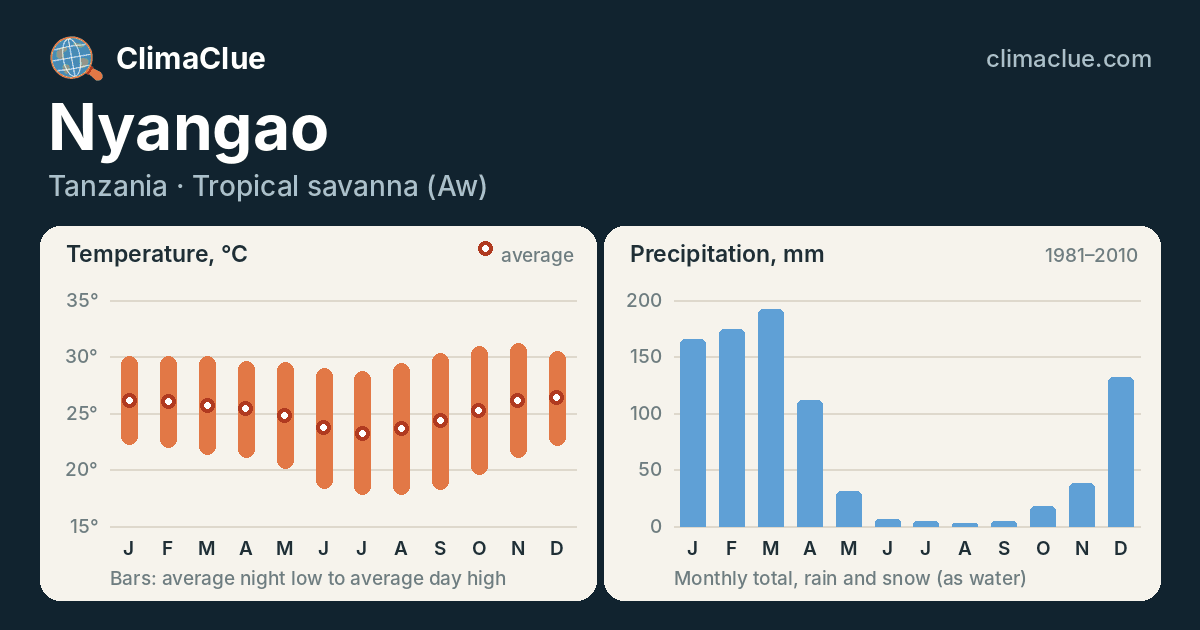 ClimaClue
climaclue.com
Nyangao
Tanzania · Tropical savanna (Aw)
Temperature, °C
average
35°
30°
25°
20°
15°
J F M A M J J A S O N D
Bars: average night low to average day high
Precipitation, mm
1981–2010
200
150
100
50
0
J F M A M J J A S O N D
Monthly total, rain and snow (as water)